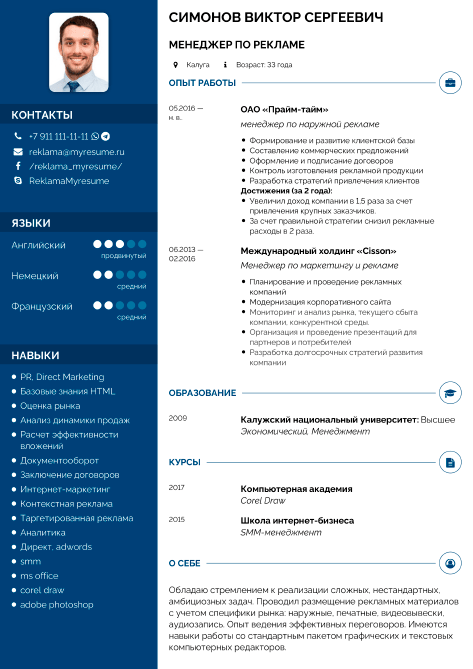 СИМОНОВ ВИКТОР СЕРГЕЕВИЧ
МЕНЕДЖЕР ПО РЕКЛАМЕ
Калуга Возраст: 33 года
КОНТАКТЫ
+7 911 111-11-11
reklama@myresume.ru
/reklama_myresume/
ReklamaMyresume
ЯЗЫКИ
Английский
продвинутый
Немецкий
средний
Французский
средний
НАВЫКИ
PR, Direct Marketing
Базовые знания HTML
Оценка рынка
Анализ динамики продаж
Расчет эффективности
вложений
Документооборот
Заключение договоров
Интернет-маркетинг
Контекстная реклама
Таргетированная реклама
Аналитика
Директ, adwords
smm
ms office
corel draw
adobe photoshop
ОПЫТ РАБОТЫ
05.2016 —
н. в.
ОАО «Прайм-тайм»
менеджер по наружной рекламе
Формирование и развитие клиентской базы
Составление коммерческих предложений
Оформление и подписание договоров
Контроль изготовления рекламной продукции
Разработка стратегий привлечения клиентов
Достижения (за 2 года):
Увеличил доход компании в 1,5 раза за счет
привлечения крупных заказчиков.
За счет правильной стратегии снизил рекламные
расходы в 2 раза.
06.2013 —
02.2016
Международный холдинг «Cisson»
Менеджер по маркетингу и рекламе
Планирование и проведение рекламных
компаний
Модернизация корпоративного сайта
Мониторинг и анализ рынка, текущего сбыта
компании, конкурентной среды.
Организация и проведение презентаций для
партнеров и потребителей
Разработка долгосрочных стратегий развития
компании
ОБРАЗОВАНИЕ
2009
Калужский национальный университет: Высшее
Экономический, Менеджмент
КУРСЫ
2017
Компьютерная академия
Corel Draw
2015
Школа интернет-бизнеса
SMM-менеджмент
О СЕБЕ
Обладаю стремлением к реализации сложных, нестандартных,
амбициозных задач. Проводил размещение рекламных материалов
с учетом специфики рынка: наружные, печатные, видеовывески,
аудиозапись. Опыт ведения эффективных переговоров. Имеются
навыки работы со стандартным пакетом графических и текстовых
компьютерных редакторов.